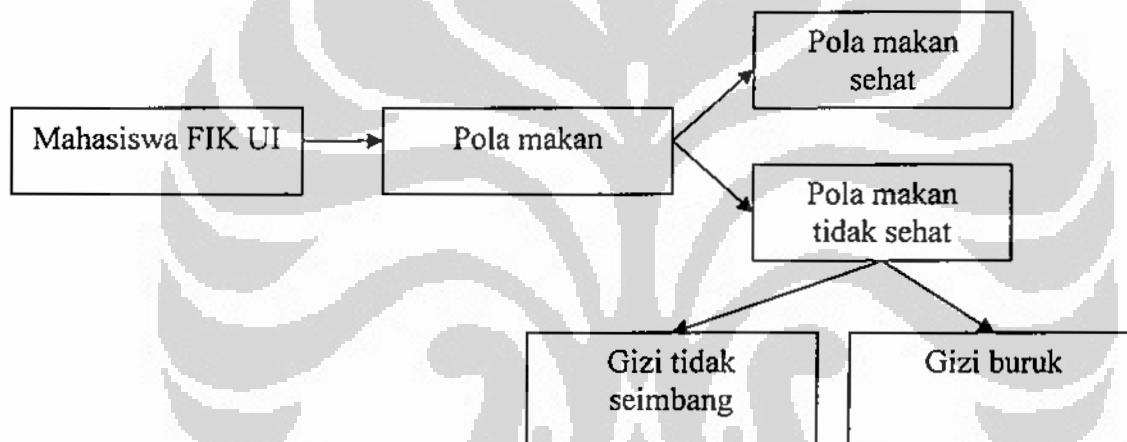 Pola makan
sehat
Mahasiswa FIK UI
Pola makan
Pola makan
tidak sehat
Gizi tidak
seimbang
Gizi buruk